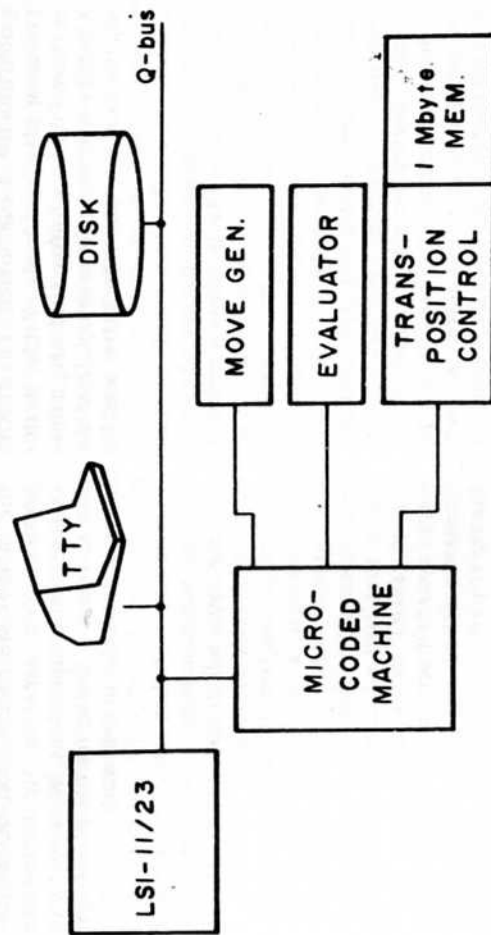 Q-bus
DISK
TTY
LSI-11/23
MICRO-
CODED
MACHINE
MOVE GEN.
EVALUATOR
TRANS-
POSITION
CONTROL
1 Mbyte.
MEM.